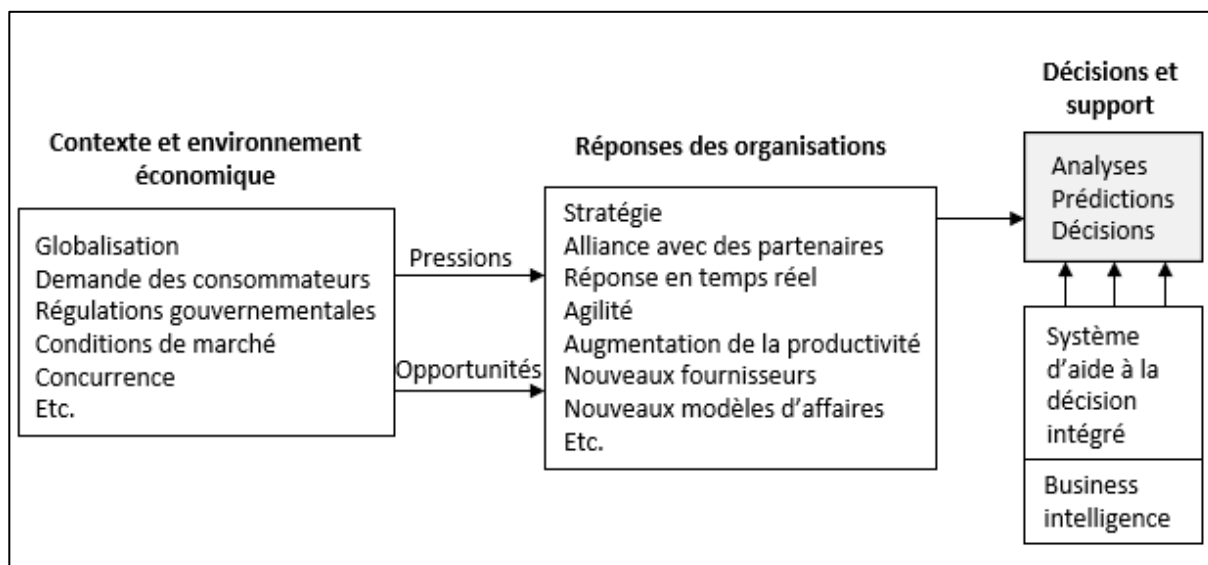 Contexte et environnement
économique
Globalisation
Demande des consommateurs
Régulations gouvernementales
Conditions de marché
Concurrence
Etc.
Pressions
Opportunités
Réponses des organisations
Stratégie
Alliance avec des partenaires
Réponse en temps réel
Agilité
Augmentation de la productivité
Nouveaux fournisseurs
Nouveaux modèles d’affaires
Etc.
Décisions et
support
Analyses
Prédictions
Décisions
Système
d’aide à la
décision
intégré
Business
intelligence